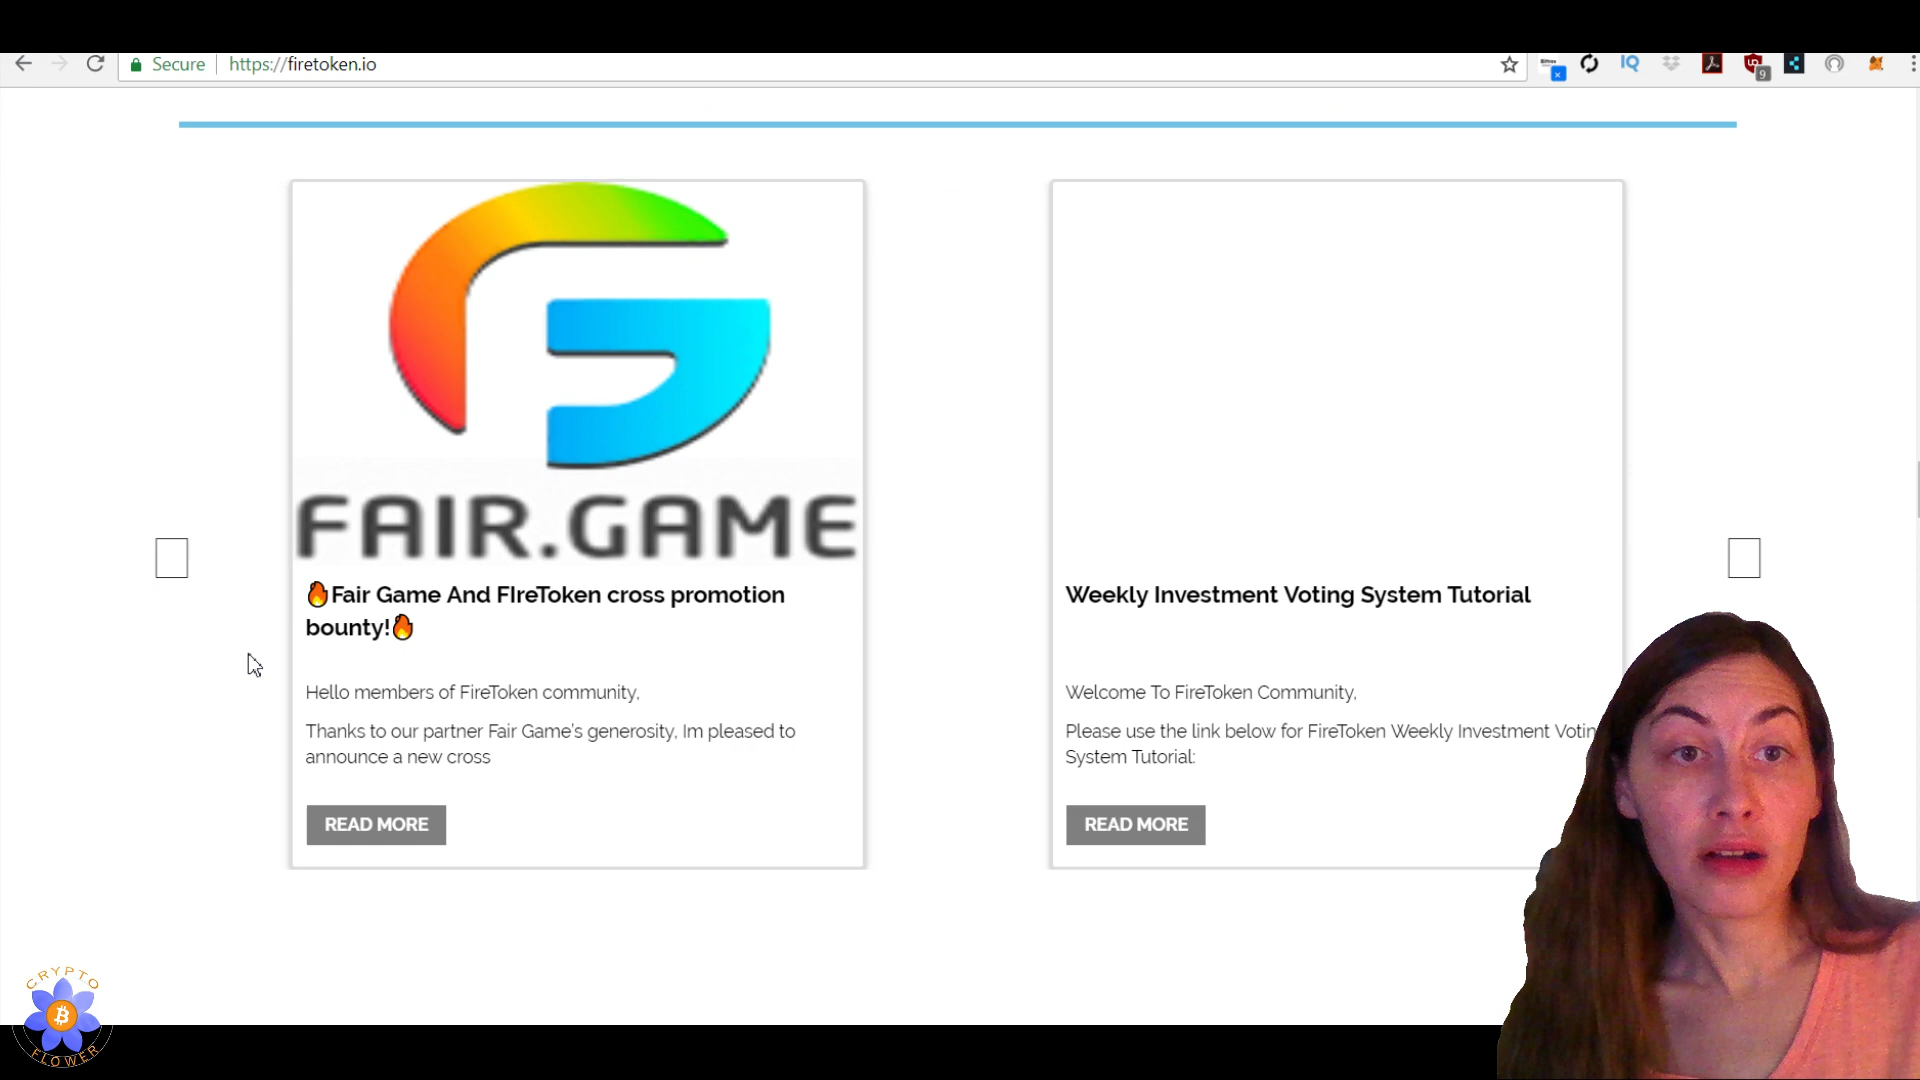 Secure
https://firetoken.io
IQ
9
FAIR.GAME
🔥Fair Game And FIreToken cross promotion
bounty!🔥
Hello members of FireToken community,
Thanks to our partner Fair Game's generosity, Im pleased to
announce a new cross
READ MORE
Weekly Investment Voting System Tutorial
Welcome To FireToken Community,
Please use the link below for FireToken Weekly Investment Votin
System Tutorial:
READ MORE
CRYPTO
FLOWER